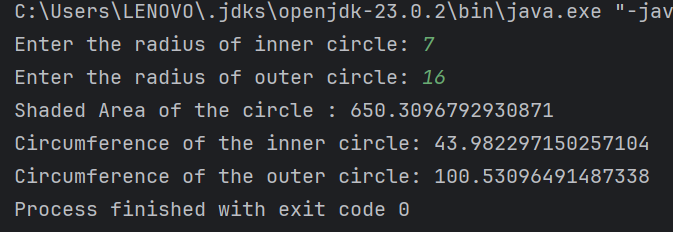 C:\Users\LENOVO\.jdks\openjdk-23.0.2\bin\java.exe "-jav
Enter the radius of inner circle: 7
Enter the radius of outer circle: 16
Shaded Area of the circle : 650.3096792930871
Circumference of the inner circle: 43.982297150257104
Circumference of the outer circle: 100.53096491487338
Process finished with exit code 0